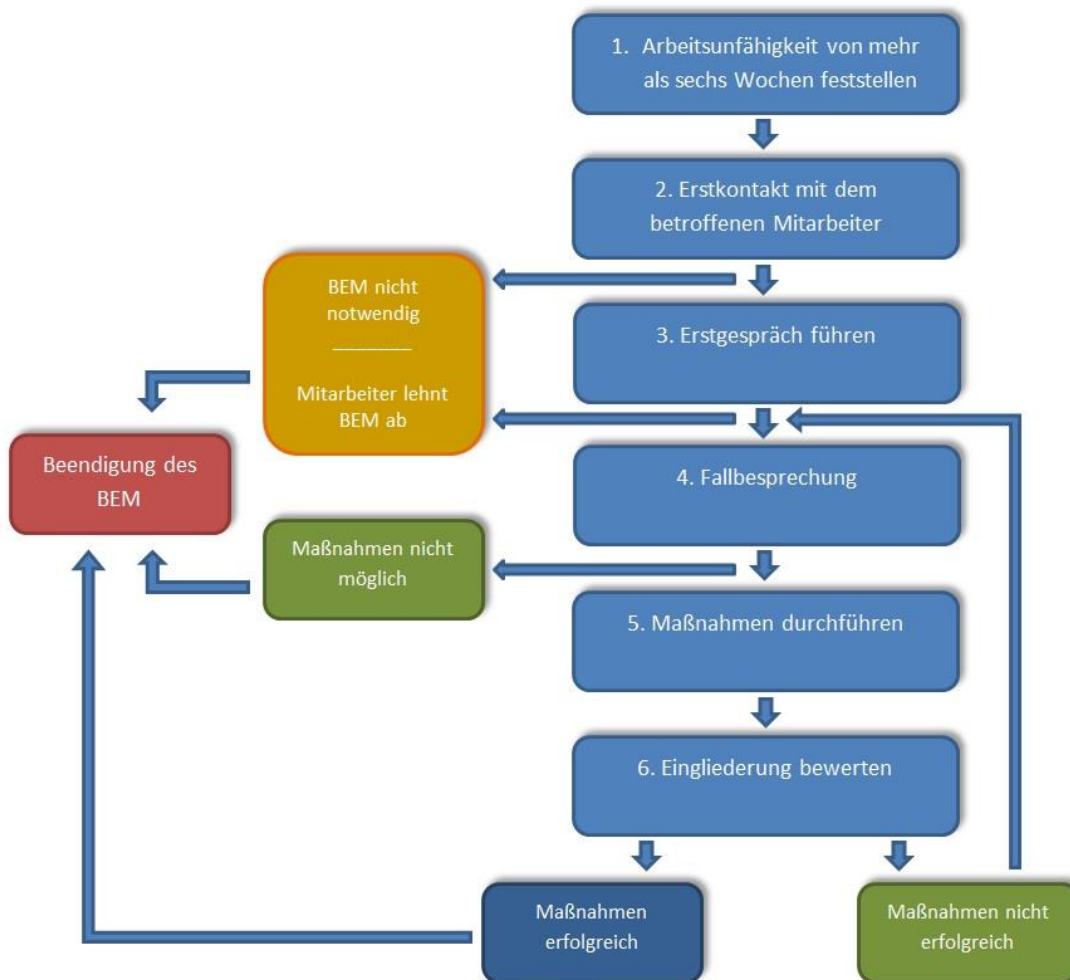 1. Arbeitsunfähigkeit von mehr
als sechs Wochen feststellen
2. Erstkontakt mit dem
betroffenen Mitarbeiter
BEM nicht
notwendig
3. Erstgespräch führen
Mitarbeiter lehnt
BEM ab
Beendigung des
BEM
4. Fallbesprechung
Maßnahmen nicht
möglich
5. Maßnahmen durchführen
6. Eingliederung bewerten
Maßnahmen
erfolgreich
Maßnahmen nicht
erfolgreich